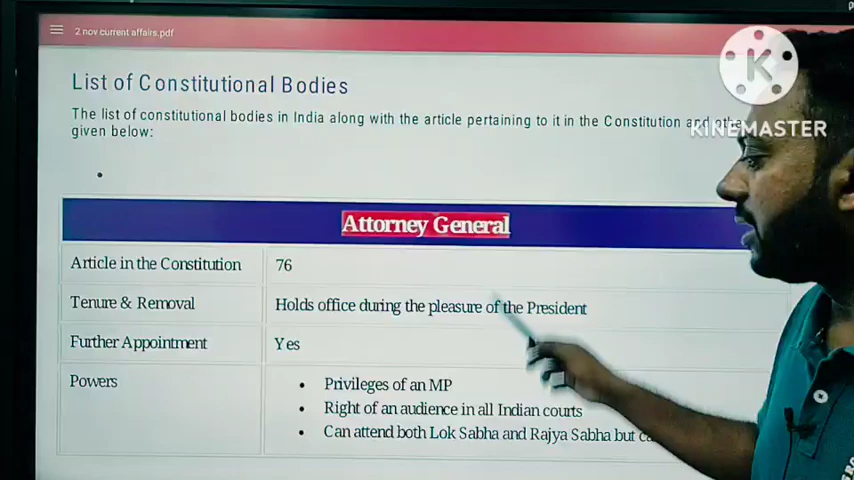 2 nov current affairs.pdf
List of Constitutional Bodies
The list of constitutional bodies in India along with the article pertaining to it in the Constitution and
given below:
KINEMASTER
Attorney General
Article in the Constitution 76
Tenure & Removal Holds office during the pleasure of the President
Further Appointment Yes
Powers
• Privileges of an MP
• Right of an audience in all Indian courts
• Can attend both Lok Sabha and Rajya Sabha but